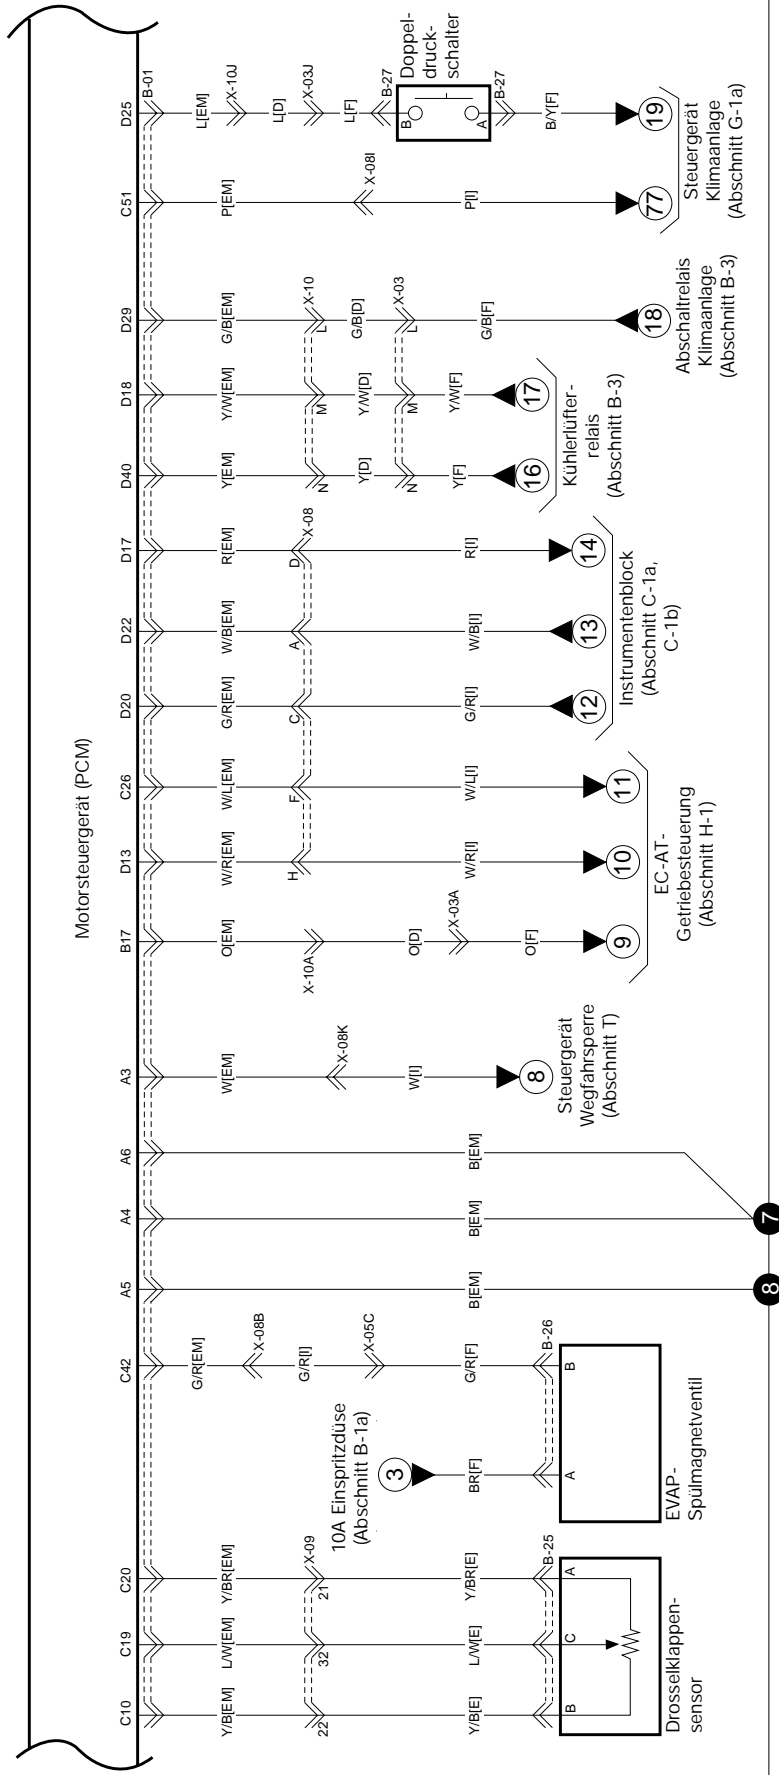 Motorsteuergerät (PCM)
C10 C19 C20 C42 A5 A4 A6 A3 B17 D13 C26 D20 D22 D17 D40 D18 D29 C51 D25
B-01
Y/B[EM] L/W[EM] Y/BR[EM] G/R[EM] W[EM] O[EM] W/R[EM] W/L[EM] G/R[EM] W/B[EM] R[EM] Y[EM] Y/W[EM] G/B[EM] P[EM] L[EM]
X-10J
L[D]
X-03J
L[F]
B-27
22 32 21 X-09
X-08B
G/R[I]
X-05C
X-08K
X-10A
H F C A D X-08
N M L X-10
Y[D] Y/W[D] G/B[D]
N M L X-03
X-08I
O[D]
X-03A
10A Einspritzdüse
(Abschnitt B-1a)
3
B
A
Doppel-
druck-
schalter
B-27
Y/B[E] L/W[E] Y/BR[E] BR[F] G/R[F] B[EM] B[EM] B[EM] W[I] O[F] W/R[I] W/L[I] G/R[I] W/B[I] R[I] Y[F] Y/W[F] G/B[F] P[I] B/Y[F]
B-25
B C A
Drosselklappen-
sensor
B-26
A B
EVAP-
Spülmagnetventil
8
Steuergerät
Wegfahrsperre
(Abschnitt T)
9 10 11
EC-AT-
Getriebesteuerung
(Abschnitt H-1)
12 13 14
Instrumentenblock
(Abschnitt C-1a,
C-1b)
16 17
Kühlerlüfter-
relais
(Abschnitt B-3)
18
Abschaltrelais
Klimaanlage
(Abschnitt B-3)
77 19
Steuergerät
Klimaanlage
(Abschnitt G-1a)
8 7